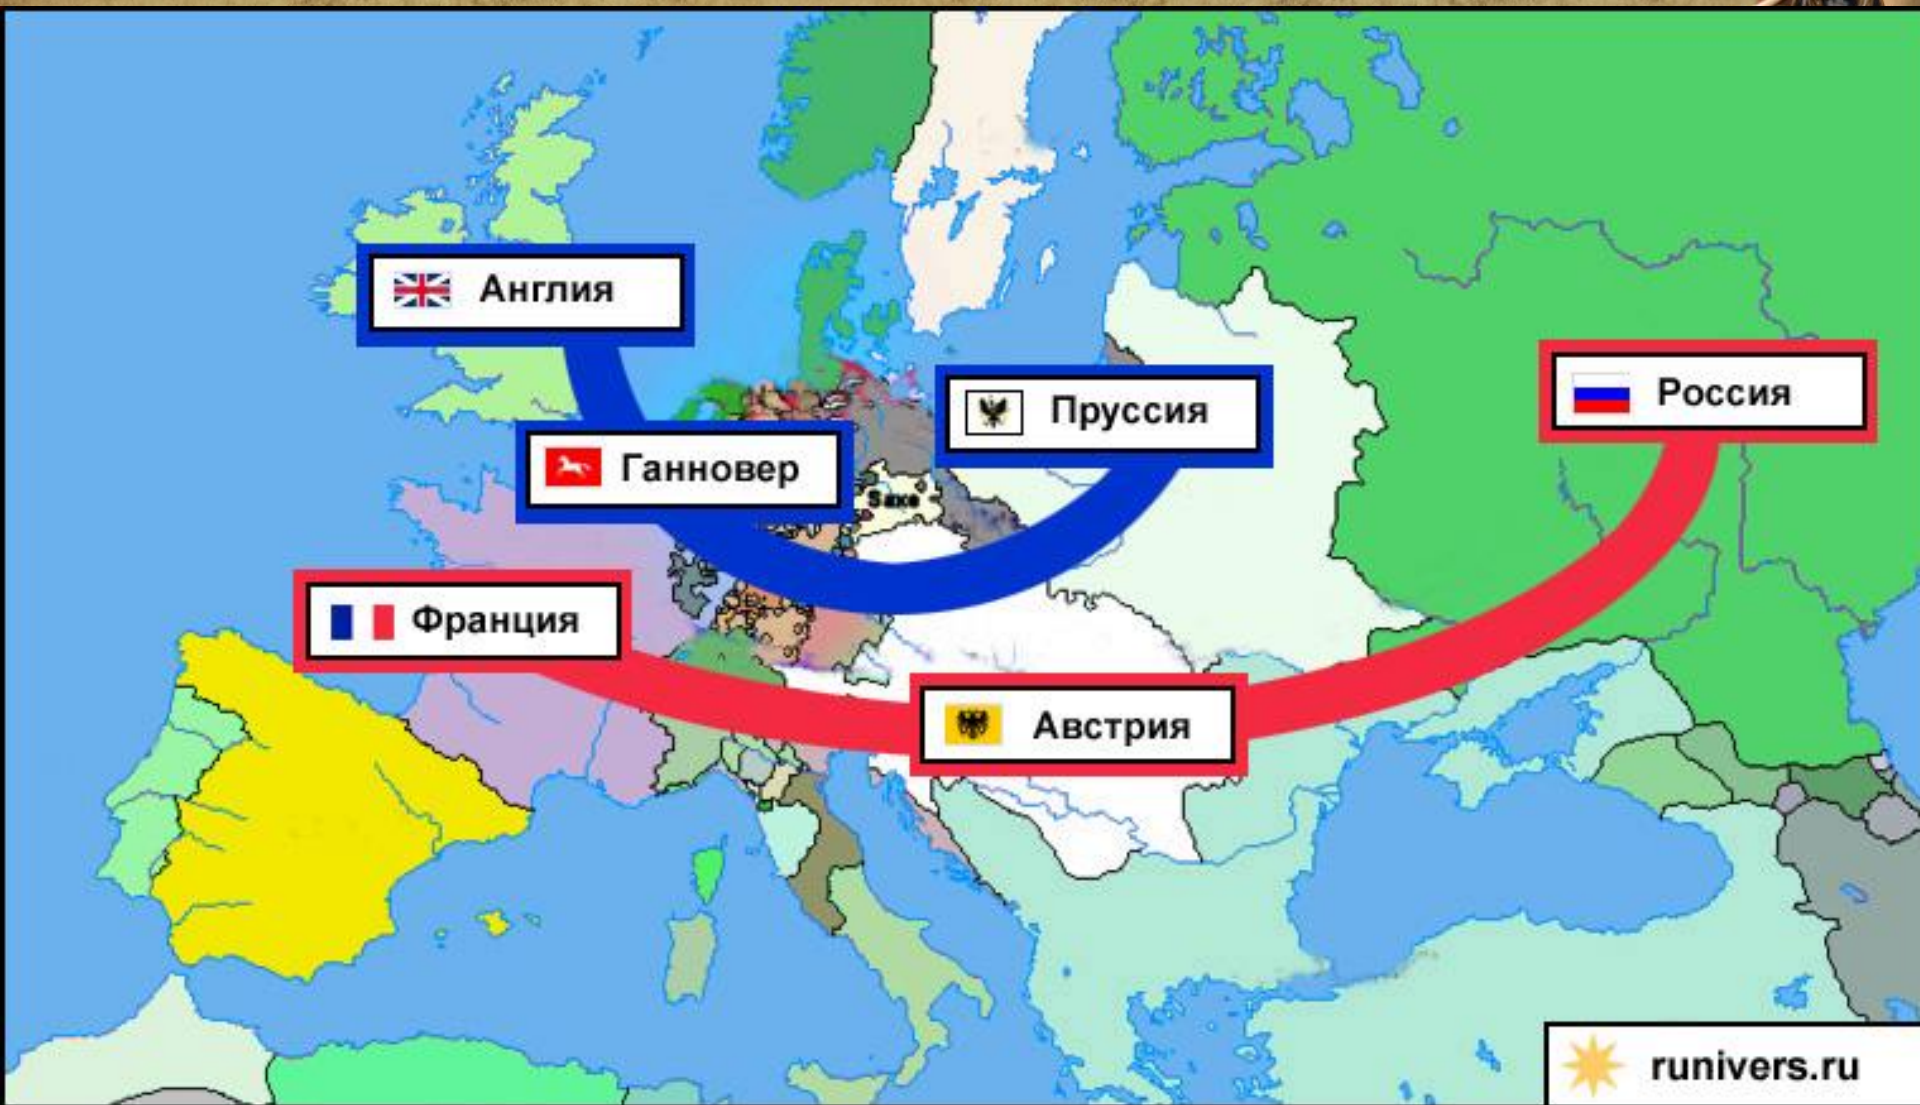 Англия
Пруссия
Россия
Ганновер
Saxe
Франция
Австрия
runivers.ru